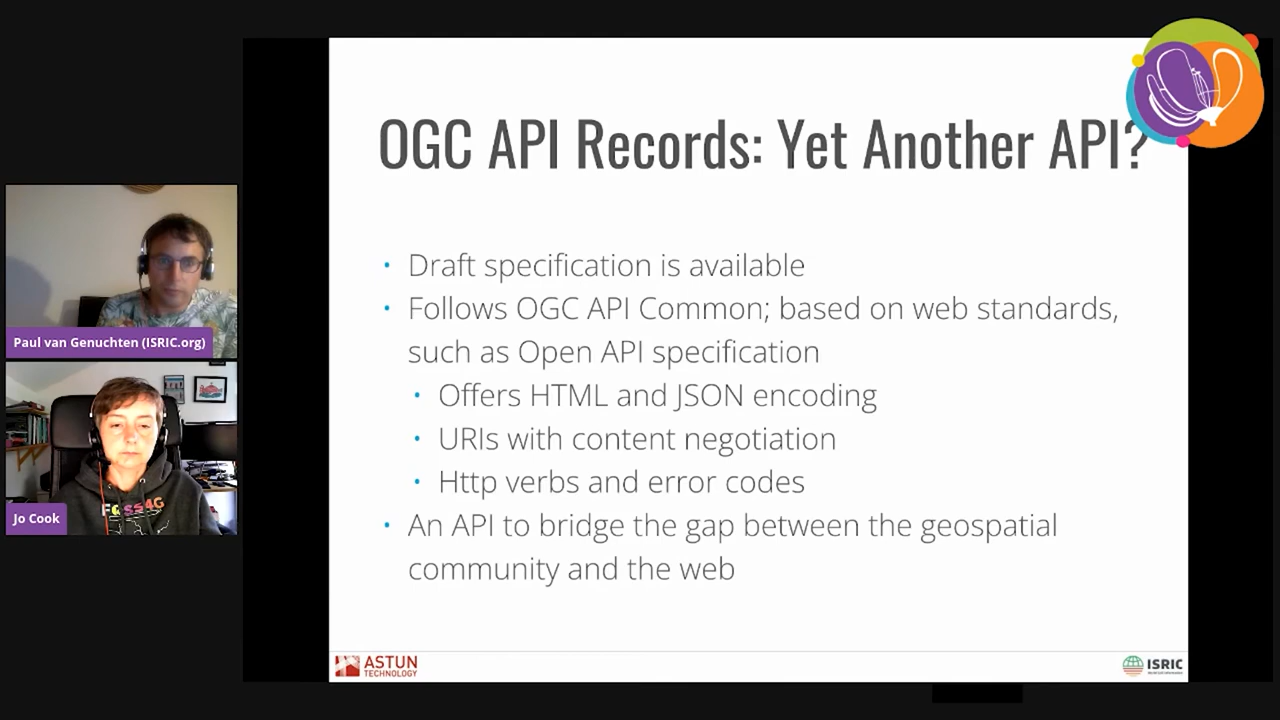 OGC API Records: Yet Another API?
• Draft specification is available
• Follows OGC API Common; based on web standards,
such as Open API specification
• Offers HTML and JSON encoding
• URIs with content negotiation
• Http verbs and error codes
• An API to bridge the gap between the geospatial
community and the web
Paul van Genuchten (ISRIC.org)
FOSS4G
Jo Cook
ASTUN
TECHNOLOGY
ISRIC